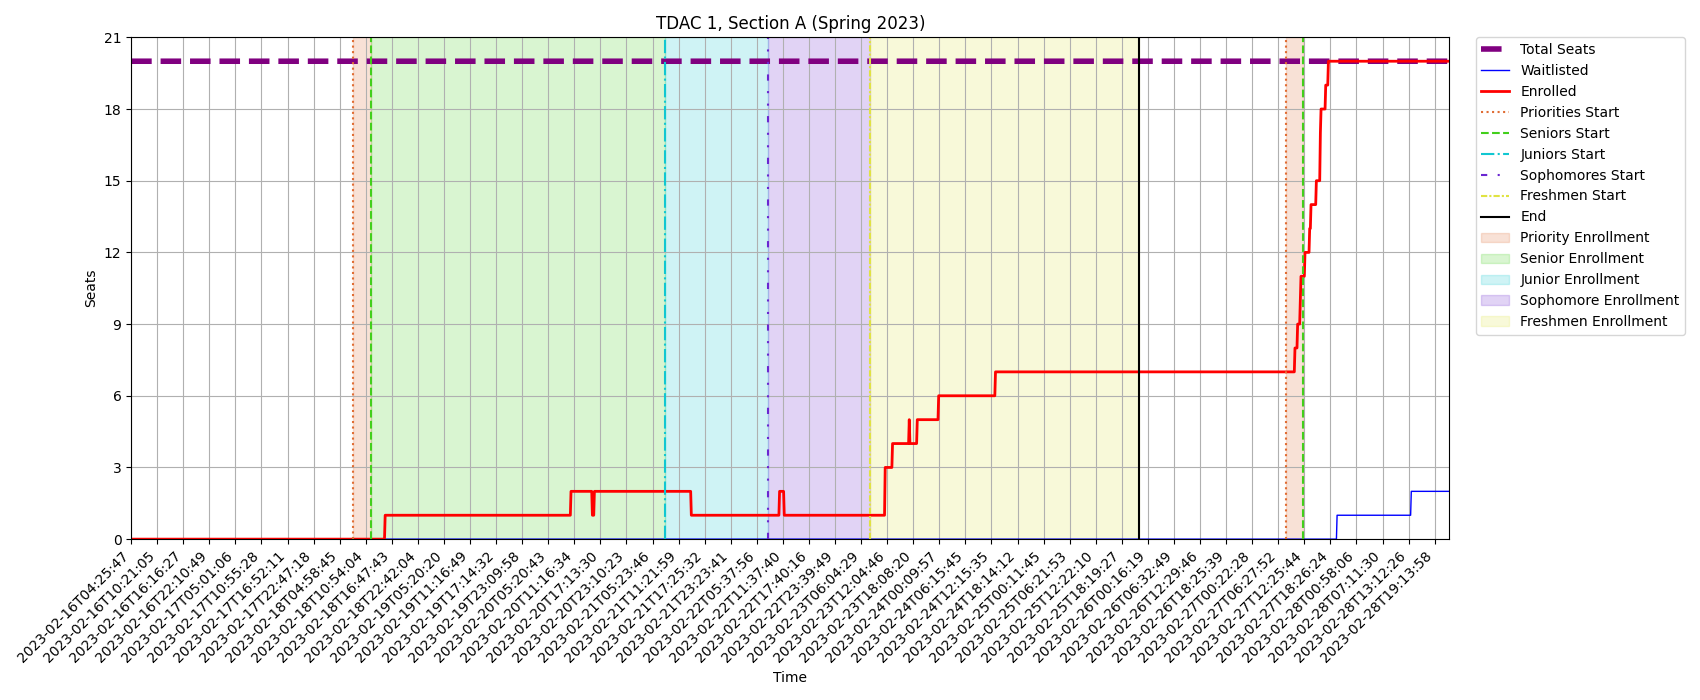 TDAC 1, Section A (Spring 2023)
21
18
15
12
9
6
3
0
Seats
2023-02-16T04:25:47
2023-02-16T10:21:05
2023-02-16T16:16:27
2023-02-16T22:10:49
2023-02-17T05:01:06
2023-02-17T10:55:28
2023-02-17T16:52:11
2023-02-17T22:47:18
2023-02-18T04:58:45
2023-02-18T10:54:04
2023-02-18T16:47:43
2023-02-18T22:42:04
2023-02-19T05:20:20
2023-02-19T11:16:49
2023-02-19T17:14:32
2023-02-19T23:09:58
2023-02-20T05:20:43
2023-02-20T11:16:34
2023-02-20T17:13:30
2023-02-20T23:10:23
2023-02-21T05:23:46
2023-02-21T11:21:59
2023-02-21T17:25:32
2023-02-21T23:23:41
2023-02-22T05:37:56
2023-02-22T11:37:40
2023-02-22T17:40:16
2023-02-22T23:39:49
2023-02-23T06:04:29
2023-02-23T12:04:46
2023-02-23T18:08:20
2023-02-24T00:09:57
2023-02-24T06:15:45
2023-02-24T12:15:35
2023-02-24T18:14:12
2023-02-25T00:11:45
2023-02-25T06:21:53
2023-02-25T12:22:10
2023-02-25T18:19:27
2023-02-26T00:16:19
2023-02-26T06:32:49
2023-02-26T12:29:46
2023-02-26T18:25:39
2023-02-27T00:22:28
2023-02-27T06:27:52
2023-02-27T12:25:44
2023-02-27T18:26:24
2023-02-28T00:58:06
2023-02-28T07:11:30
2023-02-28T13:12:26
2023-02-28T19:13:58
Time
Total Seats
Waitlisted
Enrolled
Priorities Start
Seniors Start
Juniors Start
Sophomores Start
Freshmen Start
End
Priority Enrollment
Senior Enrollment
Junior Enrollment
Sophomore Enrollment
Freshmen Enrollment